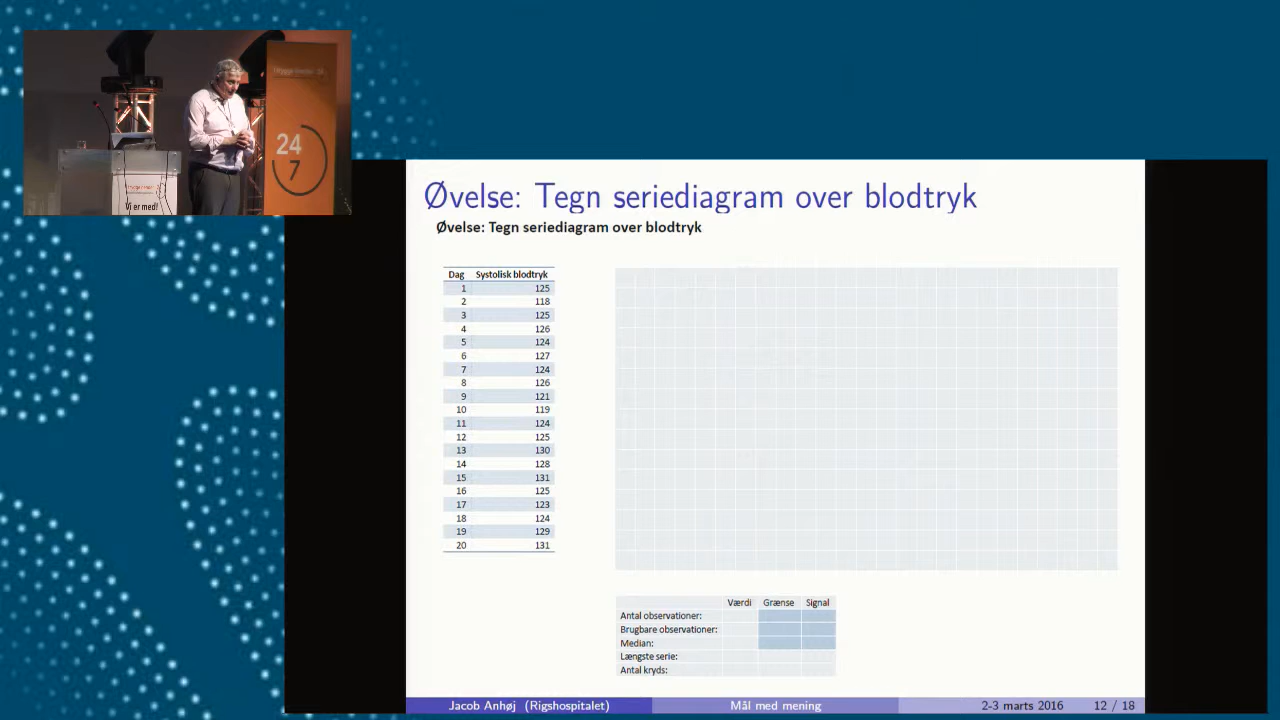 24
7
Vi er med!
Øvelse: Tegn seriediagram over blodtryk
Øvelse: Tegn seriediagram over blodtryk
Dag Systolisk blodtryk
1 125
2 118
3 125
4 126
5 124
6 127
7 124
8 126
9 121
10 119
11 124
12 125
13 130
14 128
15 131
16 125
17 123
18 124
19 129
20 131
Værdi Grænse Signal
Antal observationer:
Brugbare observationer:
Median:
Længste serie:
Antal kryds:
Jacob Anhøj (Rigshospitalet) Mål med mening 2-3 marts 2016 12 / 18